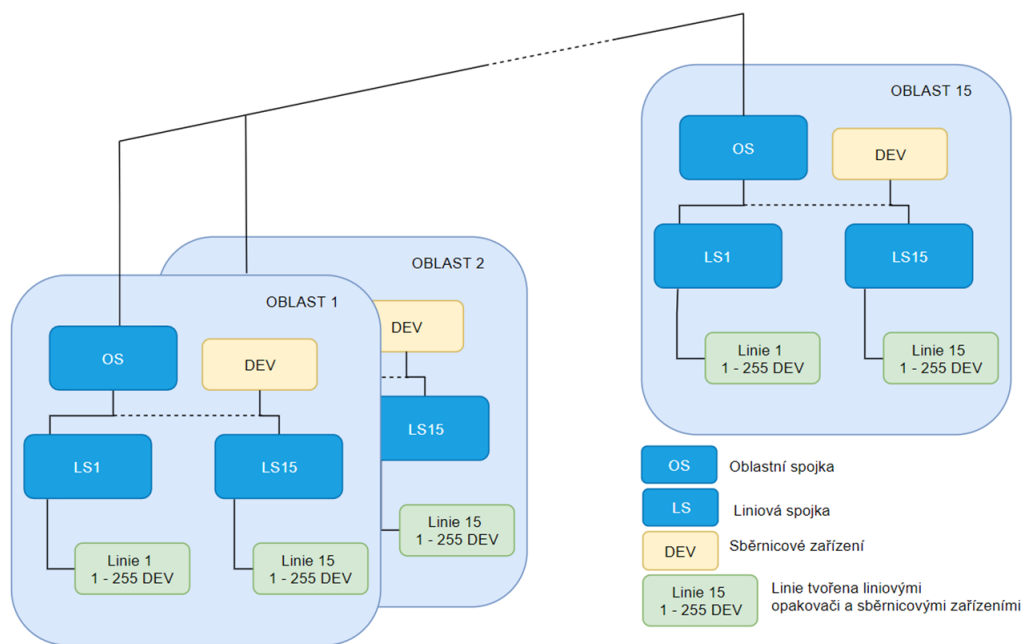 OBLAST 15
OS
DEV
LS1
LS15
Linie 1
1 - 255 DEV
Linie 15
1 - 255 DEV
OBLAST 2
DEV
LS15
Linie 15
1 - 255 DEV
OBLAST 1
OS
DEV
LS1
LS15
Linie 1
1 - 255 DEV
Linie 15
1 - 255 DEV
OS
Oblastní spojka
LS
Liniová spojka
DEV
Sběrnicové zařízení
Linie 15
1 - 255 DEV
Linie tvořena liniovými
opakovači a sběrnicovými zařízeními